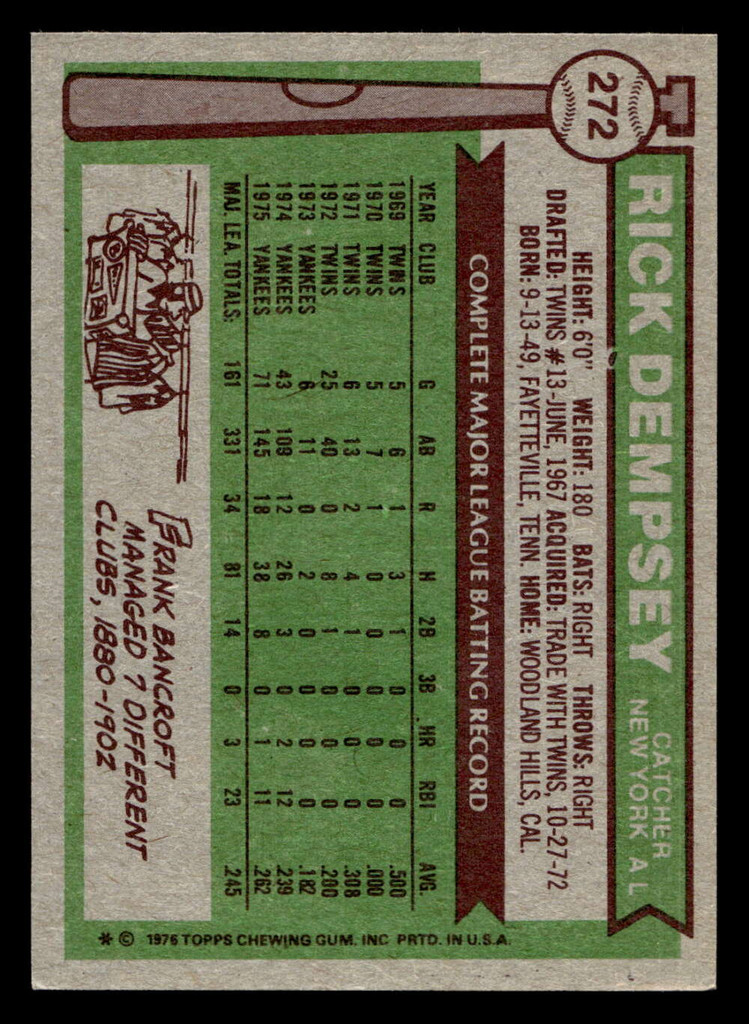 272
RICK DEMPSEY
CATCHER
NEW YORK A L
HEIGHT: 6'0" WEIGHT: 180 BATS: RIGHT THROWS: RIGHT
DRAFTED: TWINS #13-JUNE, 1967 ACQUIRED: TRADE WITH TWINS, 10-27-72
BORN: 9-13-49, FAYETTEVILLE, TENN. HOME: WOODLAND HILLS, CAL.
COMPLETE MAJOR LEAGUE BATTING RECORD
YEAR CLUB G AB R H 2B 3B HR RBI AVG.
1969 TWINS 5 6 1 3 1 0 0 0 .500
1970 TWINS 5 7 1 0 0 0 0 0 .000
1971 TWINS 6 13 2 4 1 0 0 0 .308
1972 TWINS 25 40 0 8 1 0 0 0 .200
1973 YANKEES 6 11 0 2 0 0 0 0 .182
1974 YANKEES 43 109 12 26 3 0 2 12 .239
1975 YANKEES 71 145 18 38 8 0 1 11 .262
MAJ. LEA. TOTALS: 161 331 34 81 14 0 3 23 .245
FRANK BANCROFT
MANAGED 7 DIFFERENT
CLUBS, 1880-1902
* © 1976 TOPPS CHEWING GUM. INC PRTD. IN U.S.A.